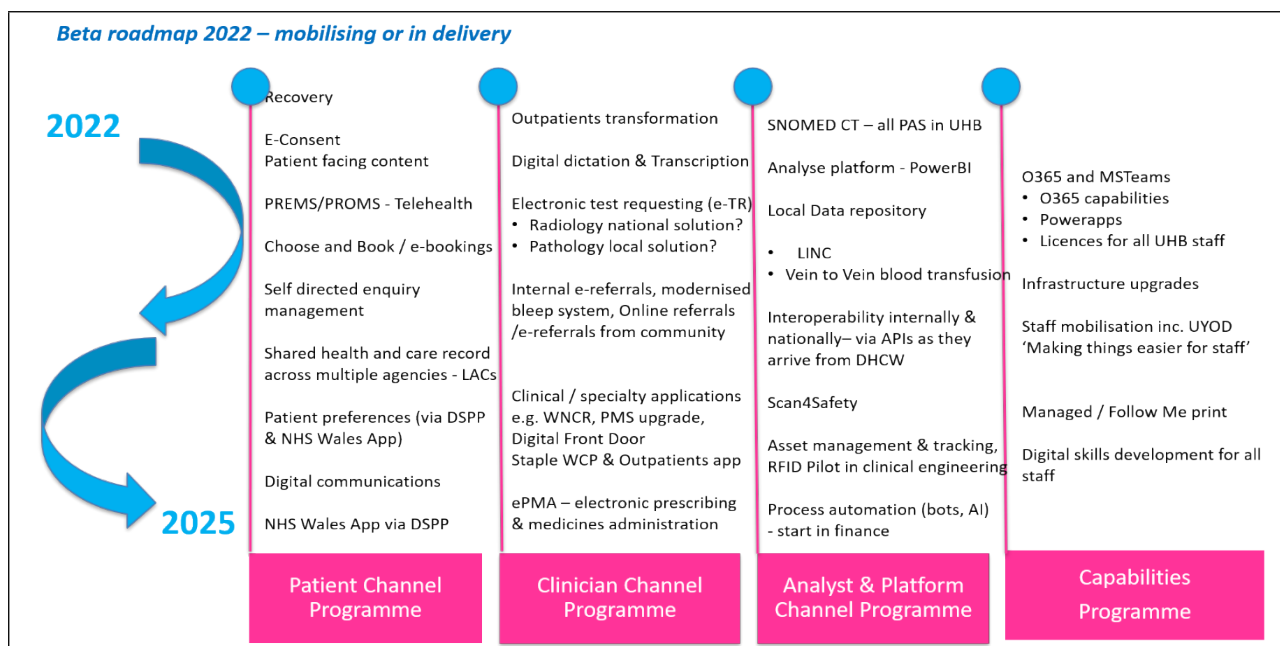 Beta roadmap 2022 – mobilising or in delivery
2022
2025
Recovery
E-Consent
Patient facing content
PREMS/PROMS - Telehealth
Choose and Book / e-bookings
Self directed enquiry
management
Shared health and care record
across multiple agencies - LACs
Patient preferences (via DSPP
& NHS Wales App)
Digital communications
NHS Wales App via DSPP
Patient Channel
Programme
Outpatients transformation
Digital dictation & Transcription
Electronic test requesting (e-TR)
• Radiology national solution?
• Pathology local solution?
Internal e-referrals, modernised
bleep system, Online referrals
/e-referrals from community
Clinical / specialty applications
e.g. WNCR, PMS upgrade,
Digital Front Door
Staple WCP & Outpatients app
ePMA – electronic prescribing
& medicines administration
Clinician Channel
Programme
SNOMED CT – all PAS in UHB
Analyse platform - PowerBI
Local Data repository
• LINC
• Vein to Vein blood transfusion
Interoperability internally &
nationally– via APIs as they
arrive from DHCW
Scan4Safety
Asset management & tracking,
RFID Pilot in clinical engineering
Process automation (bots, AI)
- start in finance
Analyst & Platform
Channel Programme
O365 and MSTeams
• O365 capabilities
• Powerapps
• Licences for all UHB staff
Infrastructure upgrades
Staff mobilisation inc. UYOD
‘Making things easier for staff’
Managed / Follow Me print
Digital skills development for all
staff
Capabilities
Programme